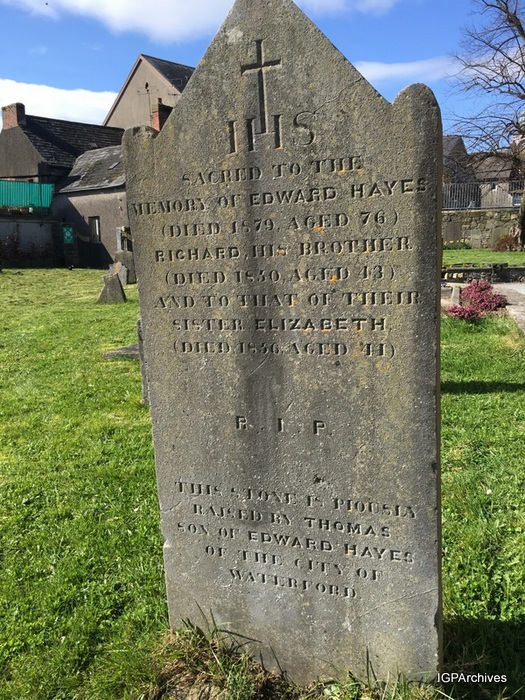 IHS
SACRED TO THE
MEMORY OF EDWARD HAYES
(DIED 1879, AGED 76)
RICHARD, HIS BROTHER
(DIED 1830, AGED 43)
AND TO THAT OF THEIR
SISTER ELIZABETH
(DIED 1836, AGED 41)
R. I. P.
THIS STONE IS PIOUSLY
RAISED BY THOMAS
SON OF EDWARD HAYES
OF THE CITY OF
WATERFORD.
IGPArchives